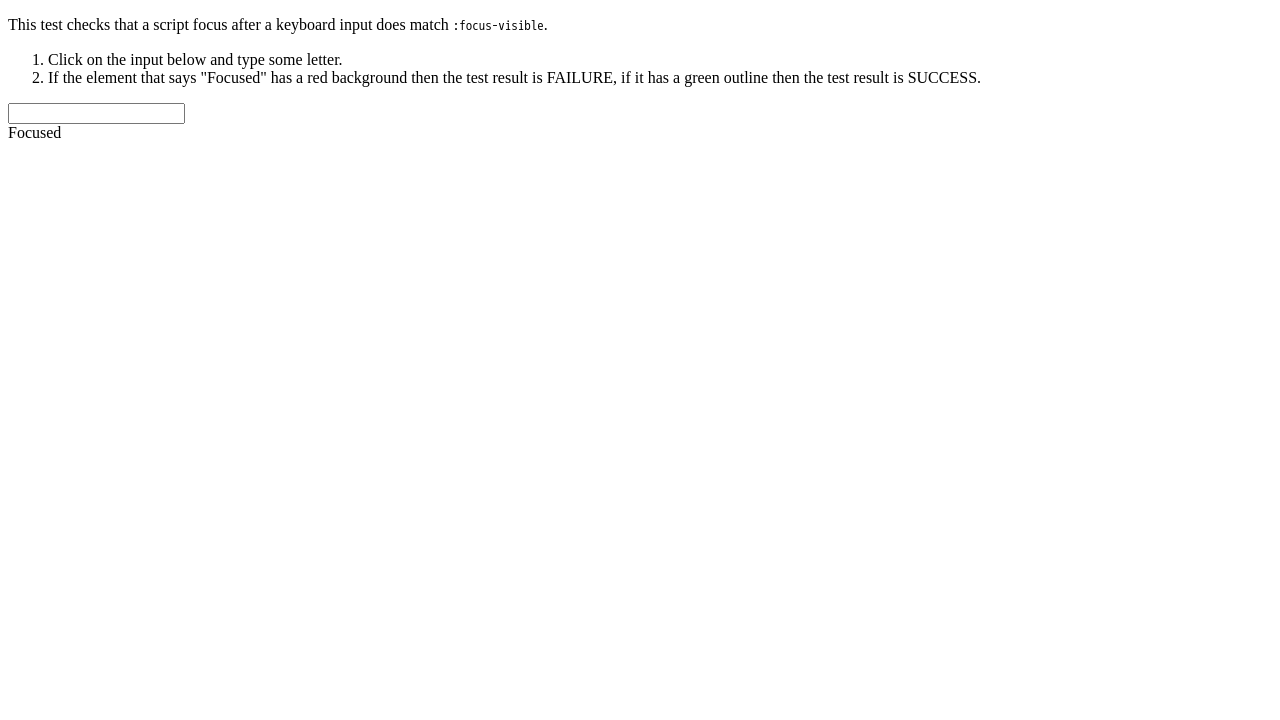 This test checks that a script focus after a keyboard input does match :focus-visible.
1. Click on the input below and type some letter.
2. If the element that says "Focused" has a red background then the test result is FAILURE, if it has a green outline then the test result is SUCCESS.
Focused